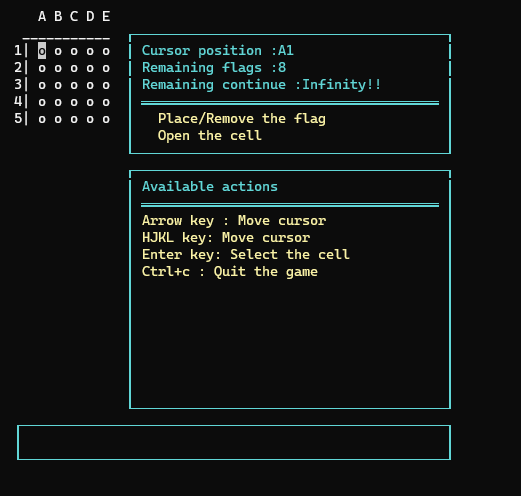 A B C D E
1| o o o o o
2| o o o o o
3| o o o o o
4| o o o o o
5| o o o o o
Cursor position :A1
Remaining flags :8
Remaining continue :Infinity!!
Place/Remove the flag
Open the cell
Available actions
Arrow key : Move cursor
HJKL key: Move cursor
Enter key: Select the cell
Ctrl+c : Quit the game